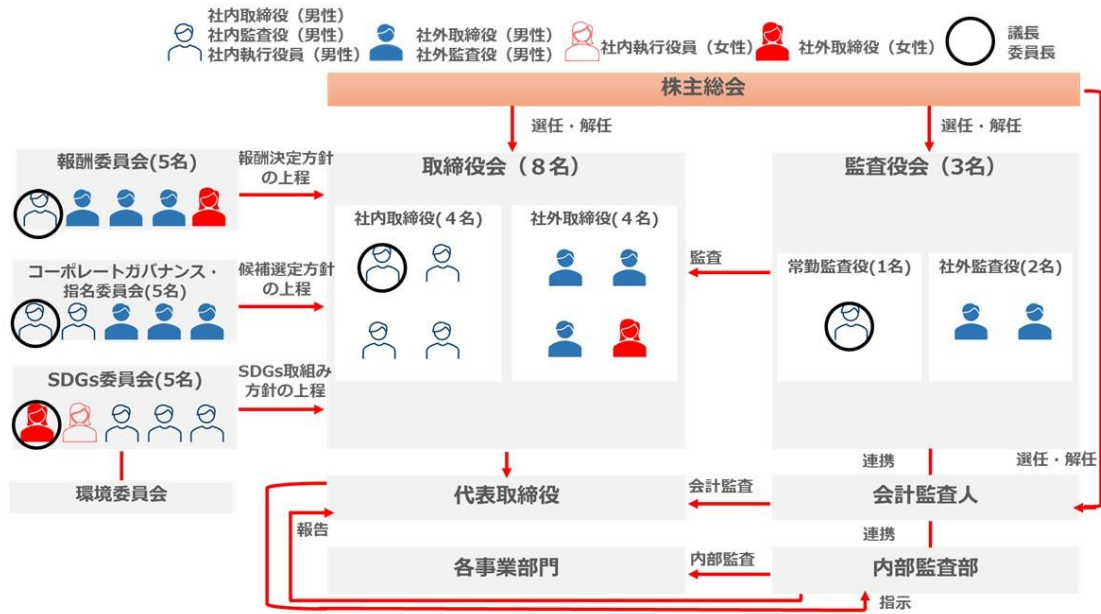 社内取締役（男性）
社内監査役（男性）
社内執行役員（男性）
社外取締役（男性）
社外監査役（男性）
社内執行役員（女性）
社外取締役（女性）
議長
委員長
株主総会
選任・解任
選任・解任
報酬委員会(5名)
報酬決定方針
の上程
取締役会（８名）
監査役会（3名）
社内取締役(４名)
社外取締役(４名)
コーポレートガバナンス・
指名委員会(5名)
候補選定方針
の上程
監査
常勤監査役(1名)
社外監査役(2名)
SDGs委員会(5名)
SDGs取組み
方針の上程
連携
選任・解任
環境委員会
代表取締役
会計監査
会計監査人
報告
連携
各事業部門
内部監査
内部監査部
指示